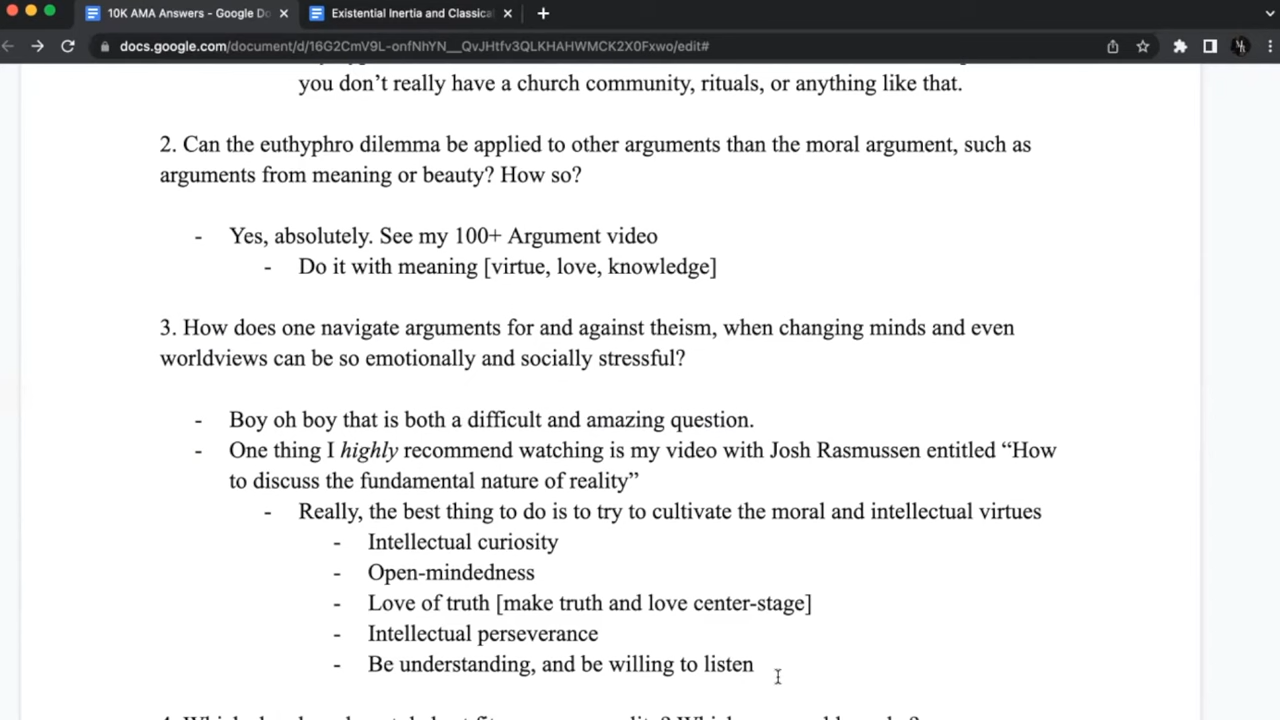 10K AMA Answers - Google Do
Existential Inertia and Classica
docs.google.com/document/d/16G2CmV9L-onfNhYN__QvJHtfv3QLKHAHWMCK2X0Fxwo/edit#
you don’t really have a church community, rituals, or anything like that.
2. Can the euthyphro dilemma be applied to other arguments than the moral argument, such as
arguments from meaning or beauty? How so?
- Yes, absolutely. See my 100+ Argument video
- Do it with meaning [virtue, love, knowledge]
3. How does one navigate arguments for and against theism, when changing minds and even
worldviews can be so emotionally and socially stressful?
- Boy oh boy that is both a difficult and amazing question.
- One thing I highly recommend watching is my video with Josh Rasmussen entitled “How
to discuss the fundamental nature of reality”
- Really, the best thing to do is to try to cultivate the moral and intellectual virtues
- Intellectual curiosity
- Open-mindedness
- Love of truth [make truth and love center-stage]
- Intellectual perseverance
- Be understanding, and be willing to listen